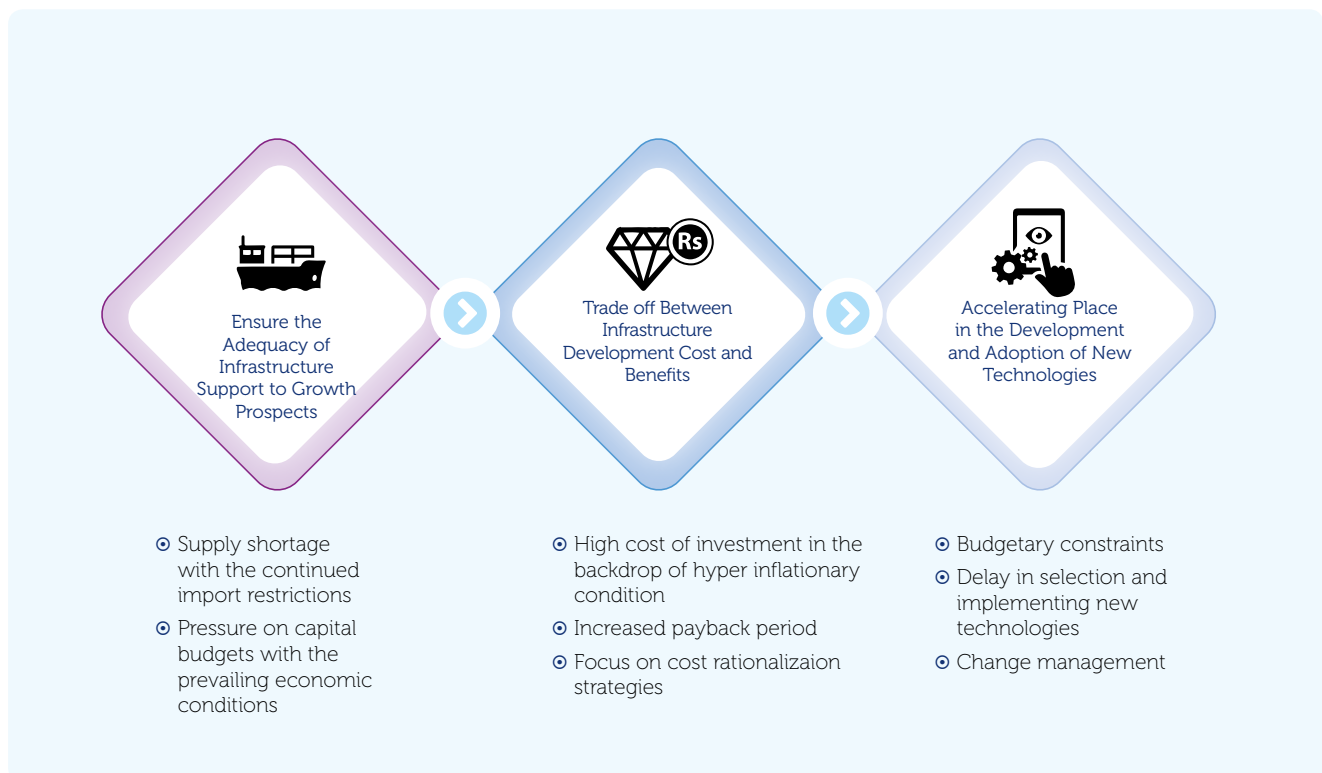 Ensure the
Adequacy of
Infrastructure
Support to Growth
Prospects
Rs
Trade off Between
Infrastructure
Development Cost and
Benefits
Accelerating Place
in the Development
and Adoption of New
Technologies
Supply shortage
with the continued
import restrictions
Pressure on capital
budgets with the
prevailing economic
conditions
High cost of investment in the
backdrop of hyper inflationary
condition
Increased payback period
Focus on cost rationalizaion
strategies
Budgetary constraints
Delay in selection and
implementing new
technologies
Change management